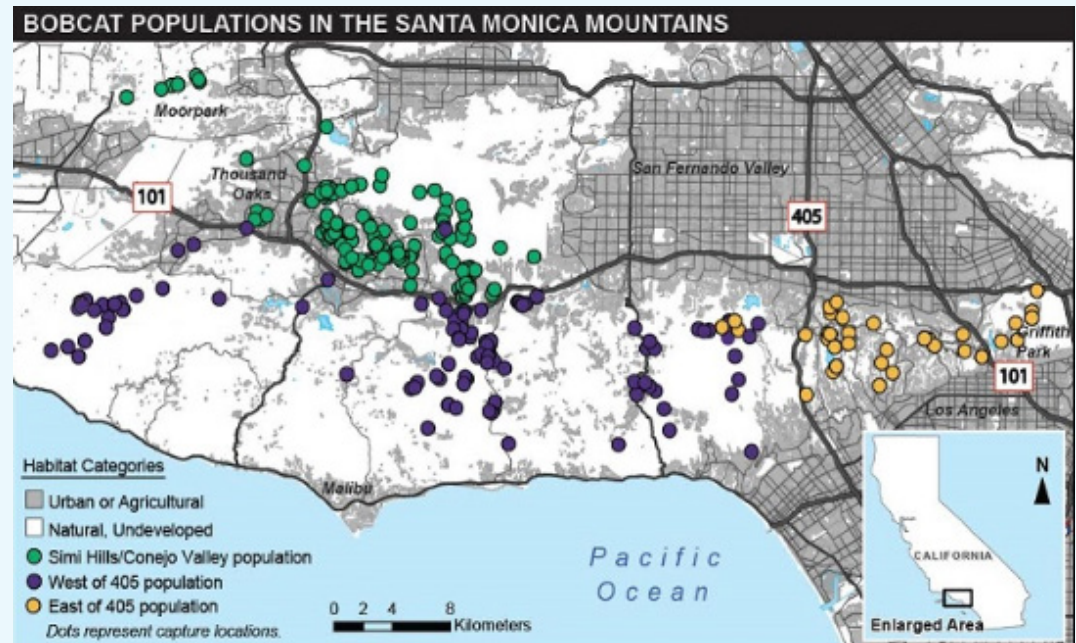 BOBCAT POPULATIONS IN THE SANTA MONICA MOUNTAINS
Moorpark
Thousand
Oaks
San Fernando Valley
101
405
Griffith
Park
101
Los Angeles
Malibu
Habitat Categories
Urban or Agricultural
Natural, Undeveloped
Simi Hills/Conejo Valley population
West of 405 population
East of 405 population
Dots represent capture locations.
0 2 4 8
Kilometers
Pacific
Ocean
N
CALIFORNIA
Enlarged Area